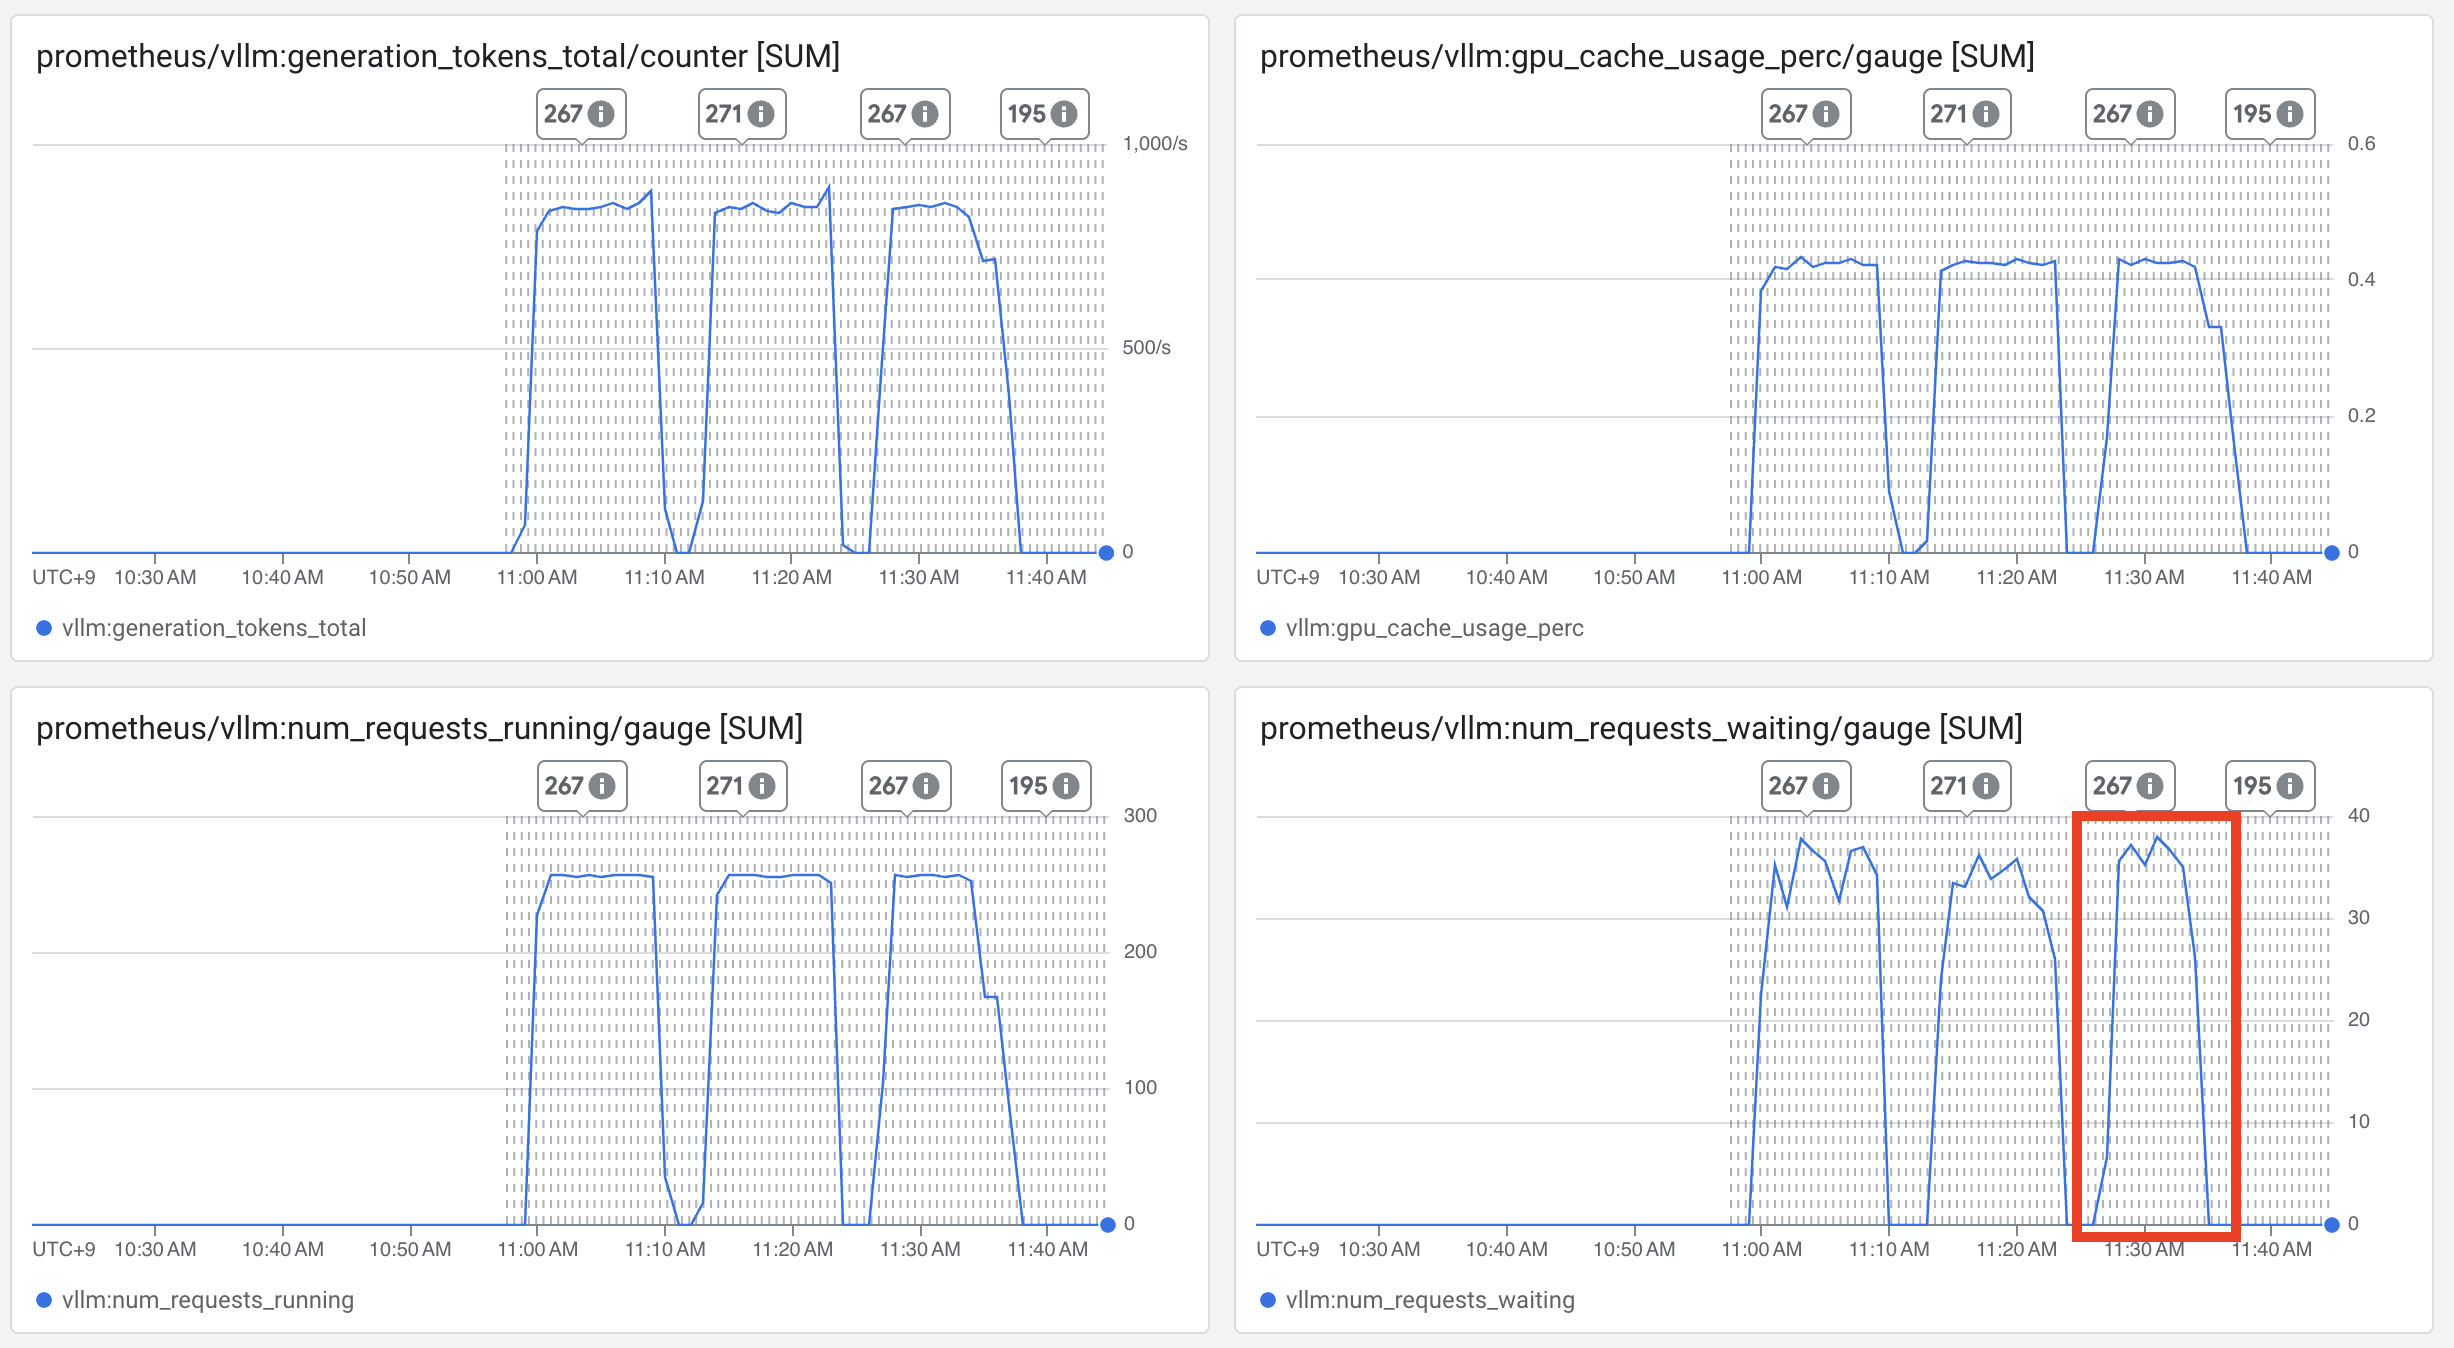 prometheus/vllm:generation_tokens_total/counter [SUM]
267 271 267 195
1,000/s
500/s
0
UTC+9 10:30 AM 10:40 AM 10:50 AM 11:00 AM 11:10 AM 11:20 AM 11:30 AM 11:40 AM
vllm:generation_tokens_total
prometheus/vllm:gpu_cache_usage_perc/gauge [SUM]
267 271 267 195
0.6
0.4
0.2
0
UTC+9 10:30 AM 10:40 AM 10:50 AM 11:00 AM 11:10 AM 11:20 AM 11:30 AM 11:40 AM
vllm:gpu_cache_usage_perc
prometheus/vllm:num_requests_running/gauge [SUM]
267 271 267 195
300
200
100
0
UTC+9 10:30 AM 10:40 AM 10:50 AM 11:00 AM 11:10 AM 11:20 AM 11:30 AM 11:40 AM
vllm:num_requests_running
prometheus/vllm:num_requests_waiting/gauge [SUM]
267 271 267 195
40
30
20
10
0
UTC+9 10:30 AM 10:40 AM 10:50 AM 11:00 AM 11:10 AM 11:20 AM 11:30 AM 11:40 AM
vllm:num_requests_waiting